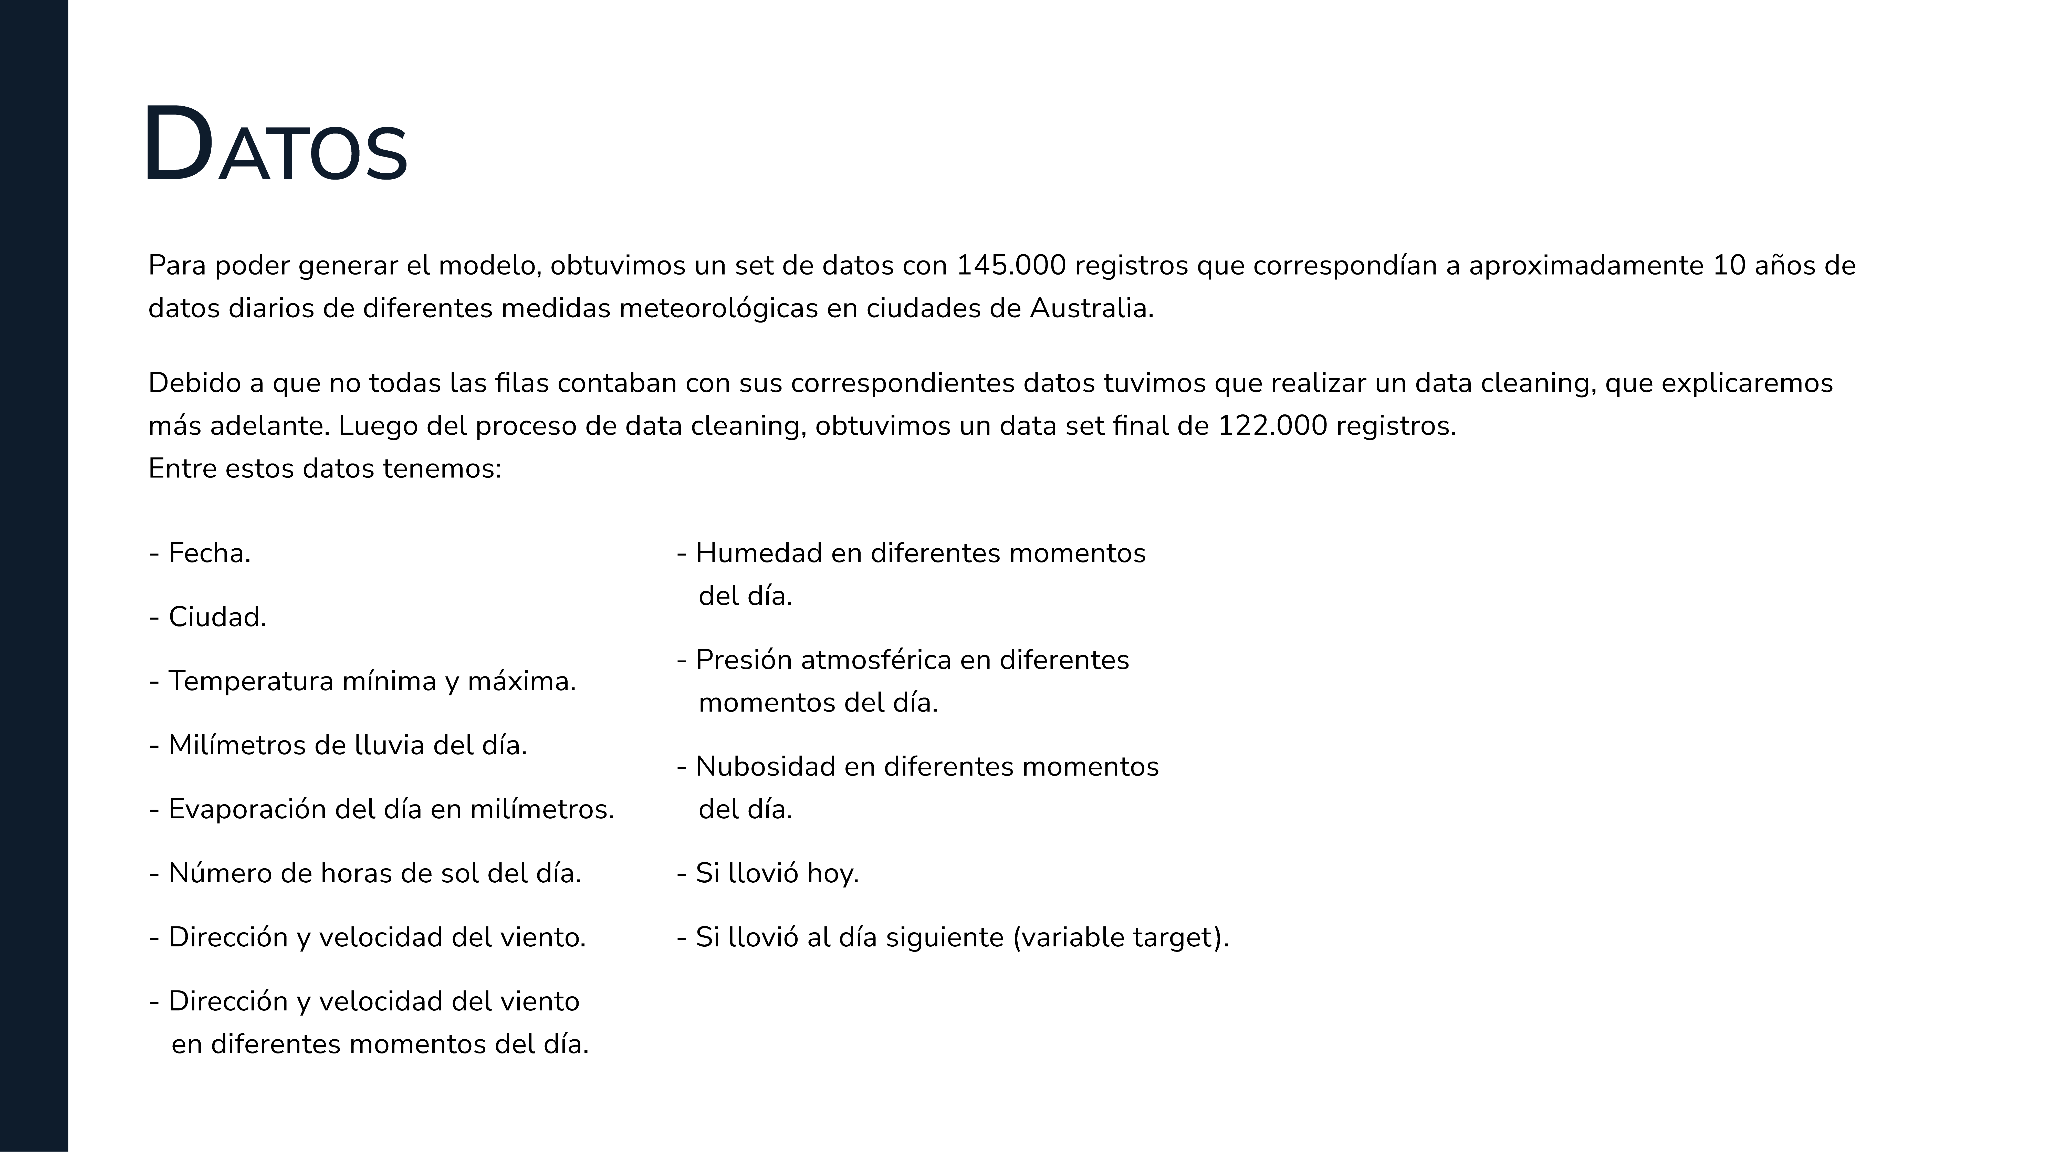 DATOS
Para poder generar el modelo, obtuvimos un set de datos con 145.000 registros que correspondían a aproximadamente 10 años de
datos diarios de diferentes medidas meteorológicas en ciudades de Australia.
Debido a que no todas las filas contaban con sus correspondientes datos tuvimos que realizar un data cleaning, que explicaremos
más adelante. Luego del proceso de data cleaning, obtuvimos un data set final de 122.000 registros.
Entre estos datos tenemos:
- Fecha.
- Ciudad.
- Temperatura mínima y máxima.
- Milímetros de lluvia del día.
- Evaporación del día en milímetros.
- Número de horas de sol del día.
- Dirección y velocidad del viento.
- Dirección y velocidad del viento
en diferentes momentos del día.
- Humedad en diferentes momentos
del día.
- Presión atmosférica en diferentes
momentos del día.
- Nubosidad en diferentes momentos
del día.
- Si llovió hoy.
- Si llovió al día siguiente (variable target).